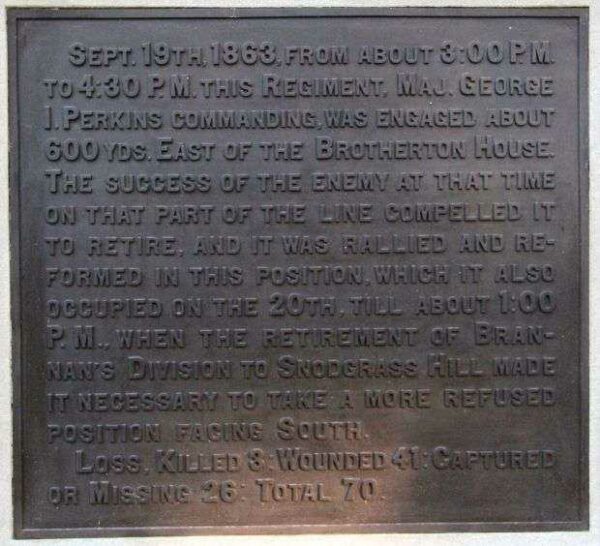 SEPT. 19TH, 1863, FROM ABOUT 3:00 P.M.
TO 4:30 P.M. THIS REGIMENT, MAJ. GEORGE
I. PERKINS COMMANDING, WAS ENGAGED ABOUT
600 YDS. EAST OF THE BROTHERTON HOUSE.
THE SUCCESS OF THE ENEMY AT THAT TIME
ON THAT PART OF THE LINE COMPELLED IT
TO RETIRE, AND IT WAS RALLIED AND RE-
FORMED IN THIS POSITION, WHICH IT ALSO
OCCUPIED ON THE 20TH, TILL ABOUT 1:00
P.M., WHEN THE RETIREMENT OF BRAN-
NAN'S DIVISION TO SNODGRASS HILL MADE
IT NECESSARY TO TAKE A MORE REFUSED
POSITION FACING SOUTH.
LOSS, KILLED 3; WOUNDED 41; CAPTURED
OR MISSING 26: TOTAL 70.